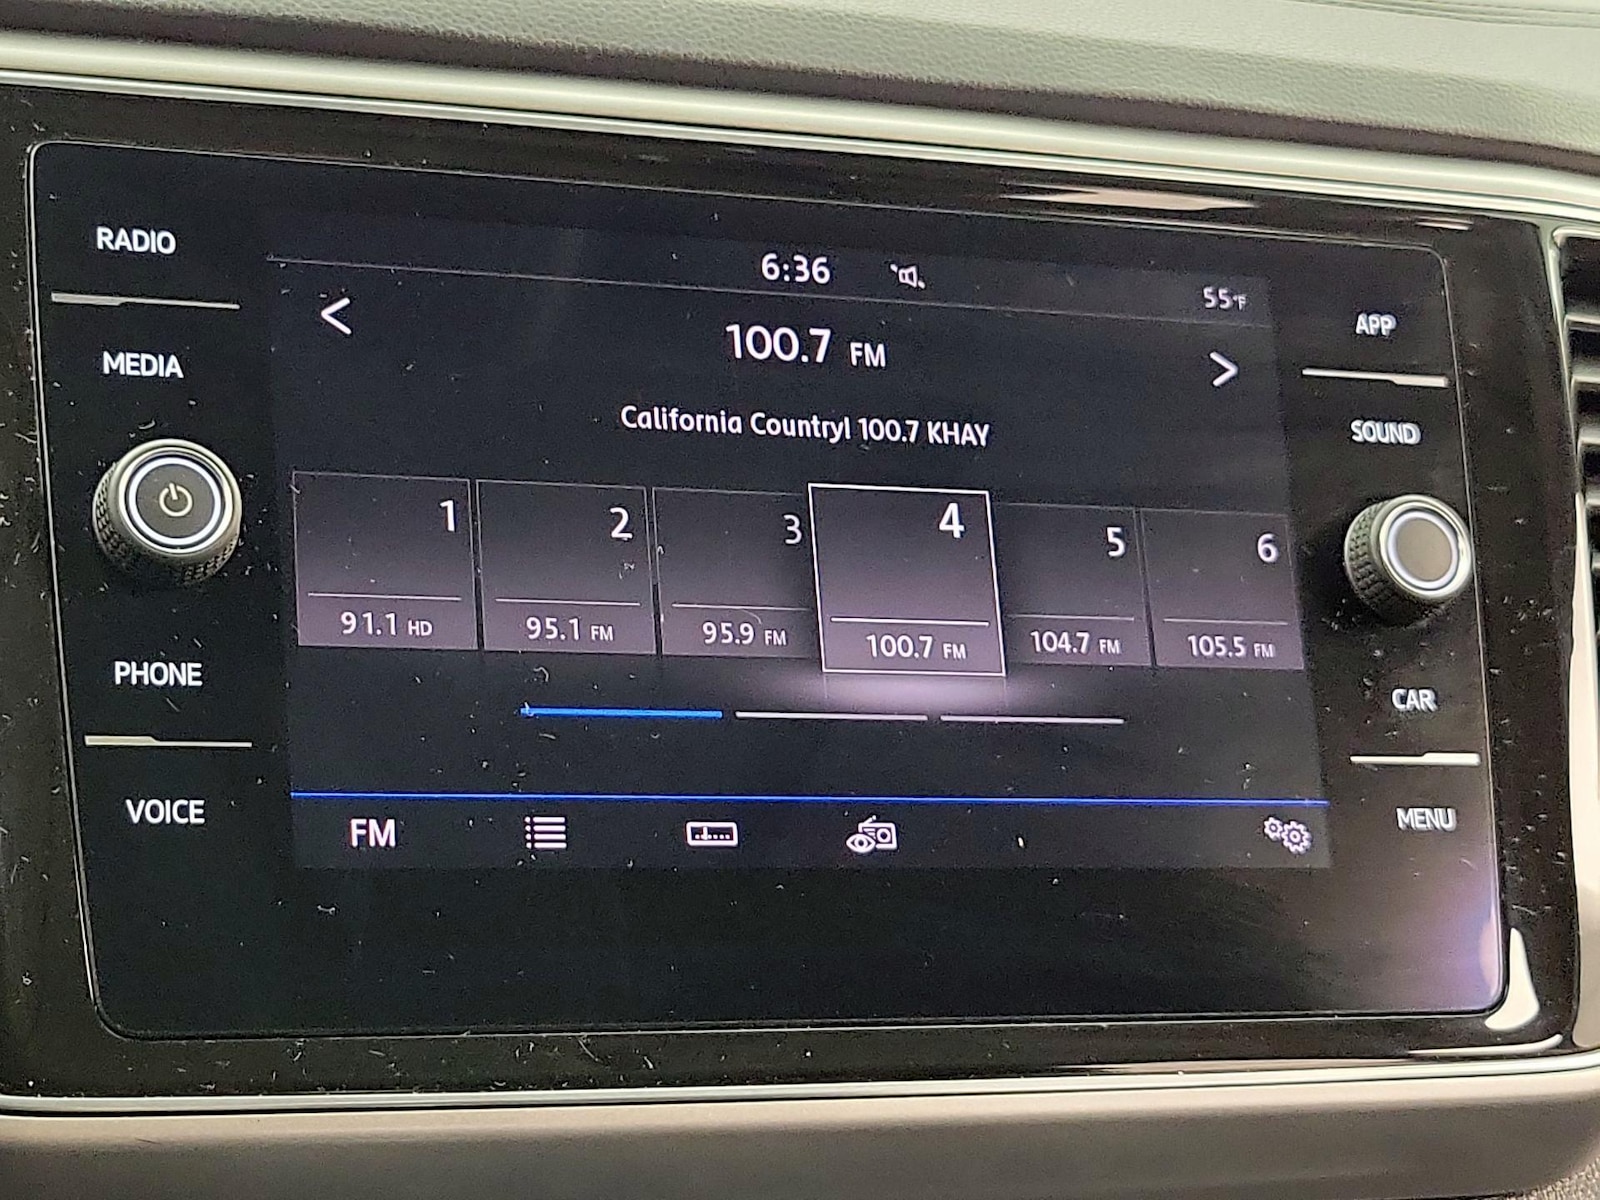 RADIO
MEDIA
PHONE
VOICE
6:36
55°F
100.7 FM
California Country! 100.7 KHAY
1
2
3
4
5
6
91.1 HD
95.1 FM
95.9 FM
100.7 FM
104.7 FM
105.5 FM
FM
APP
SOUND
CAR
MENU